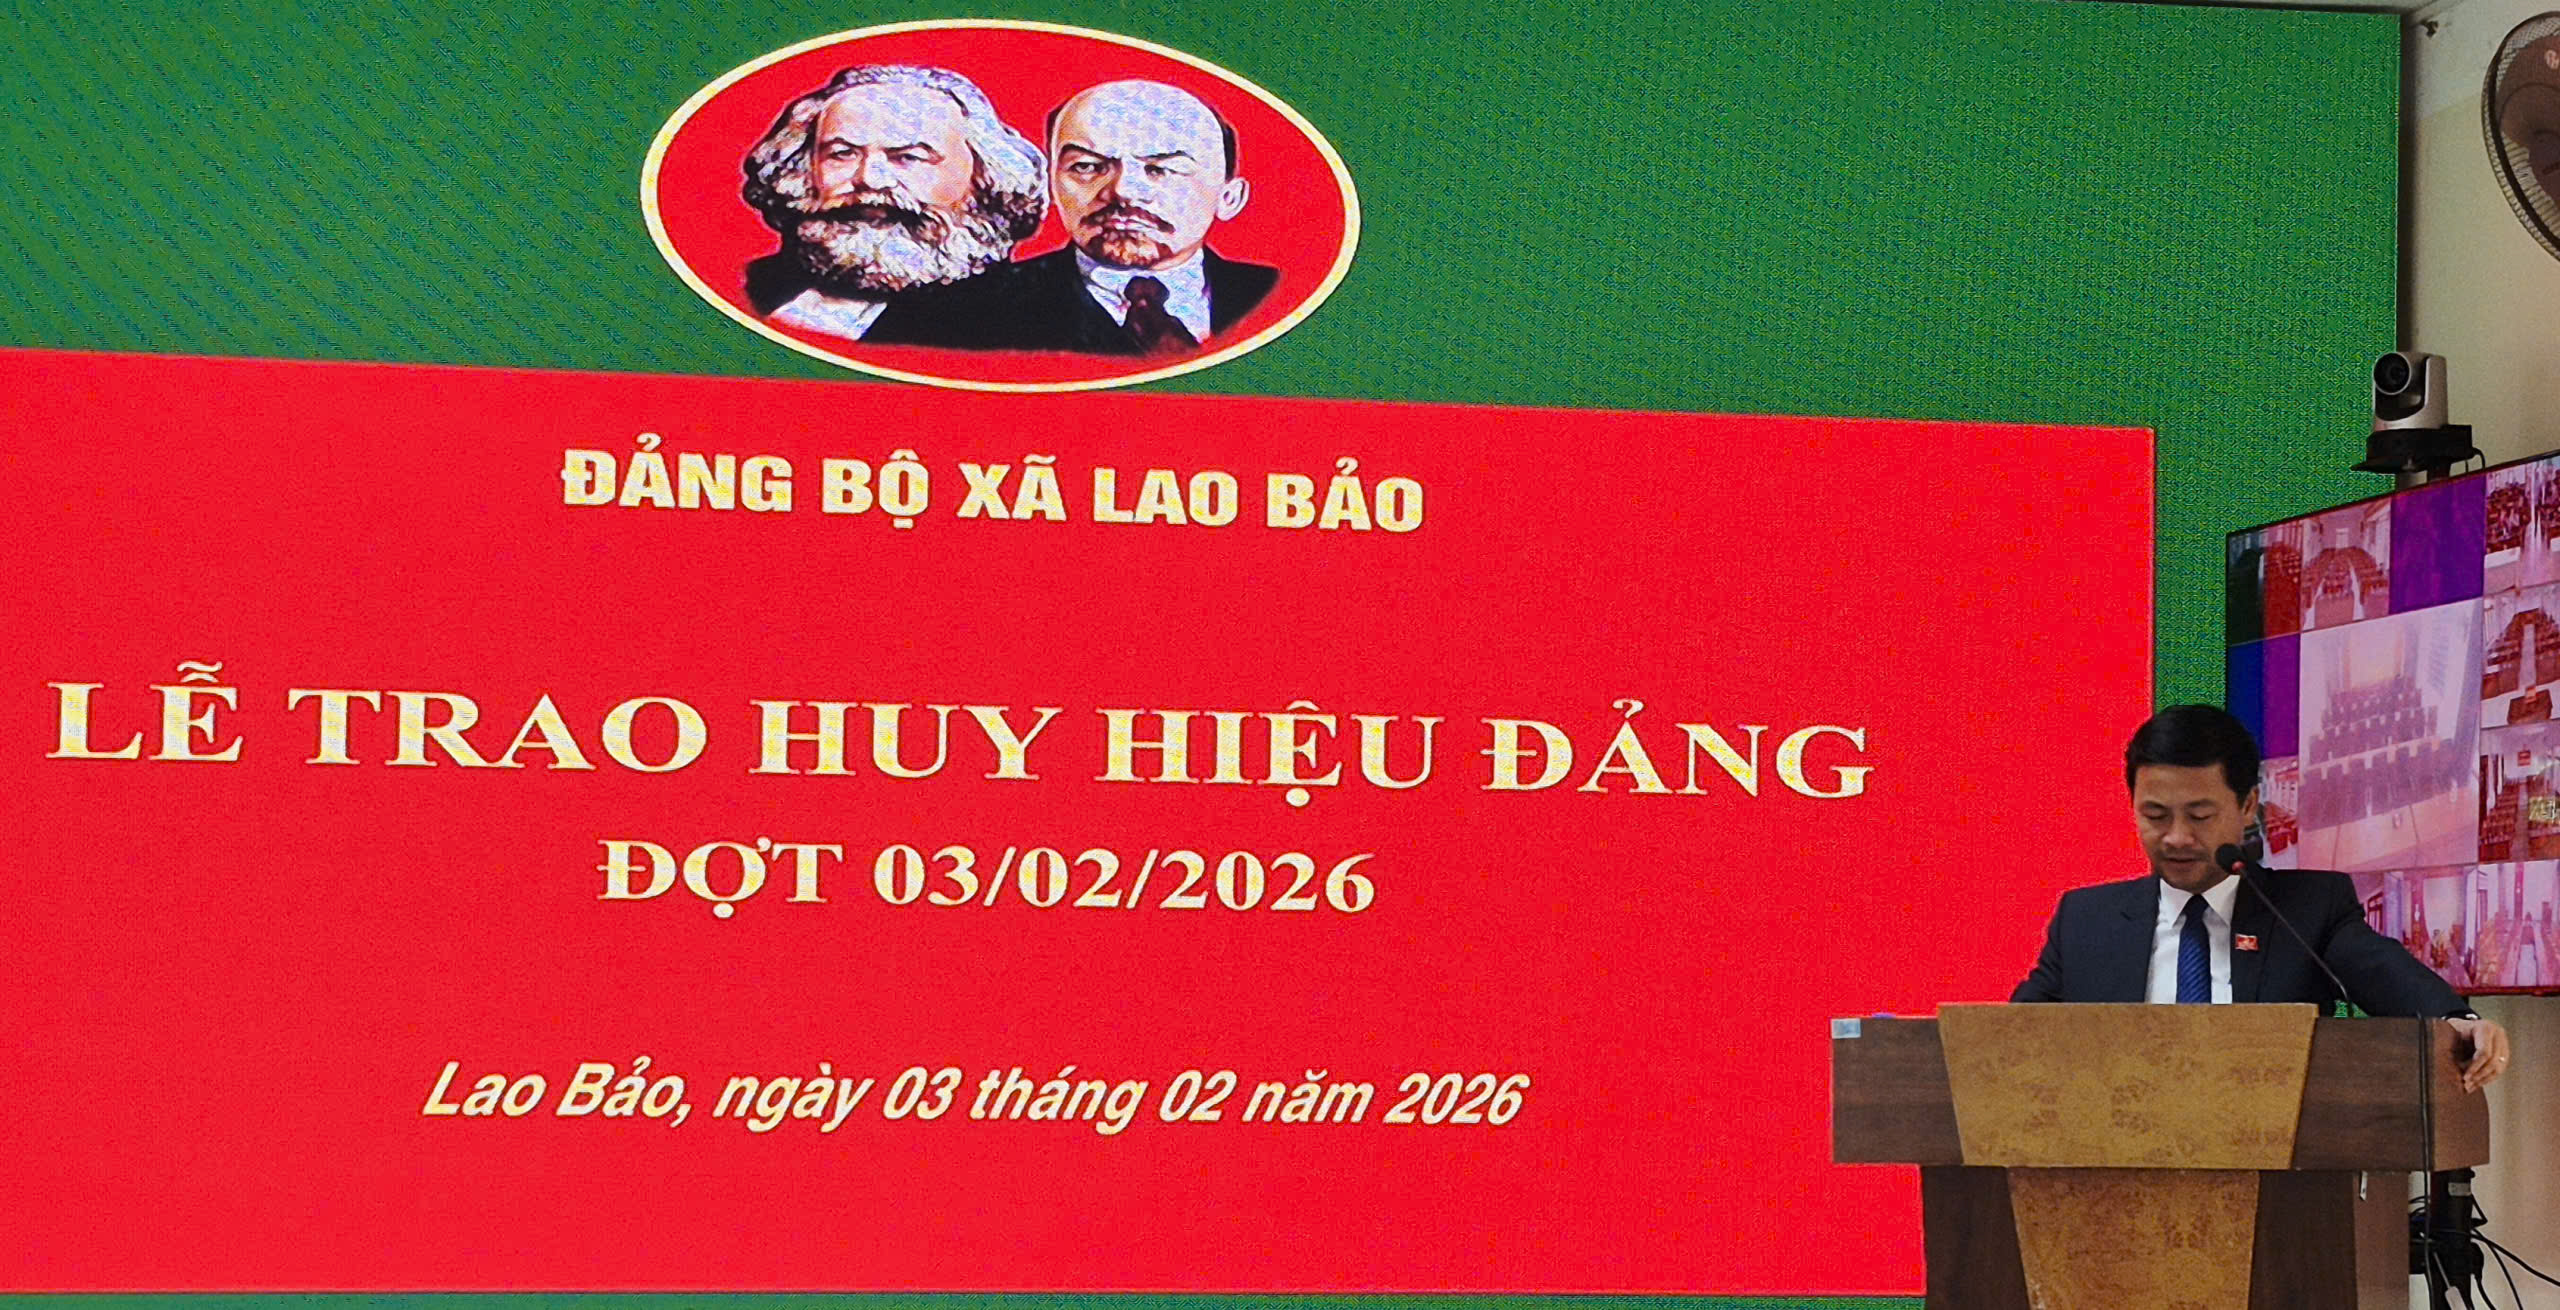 ĐẢNG BỘ XÃ LAO BẢO
LỄ TRAO HUY HIỆU ĐẢNG
ĐỢT 03/02/2026
Lao Bảo, ngày 03 tháng 02 năm 2026